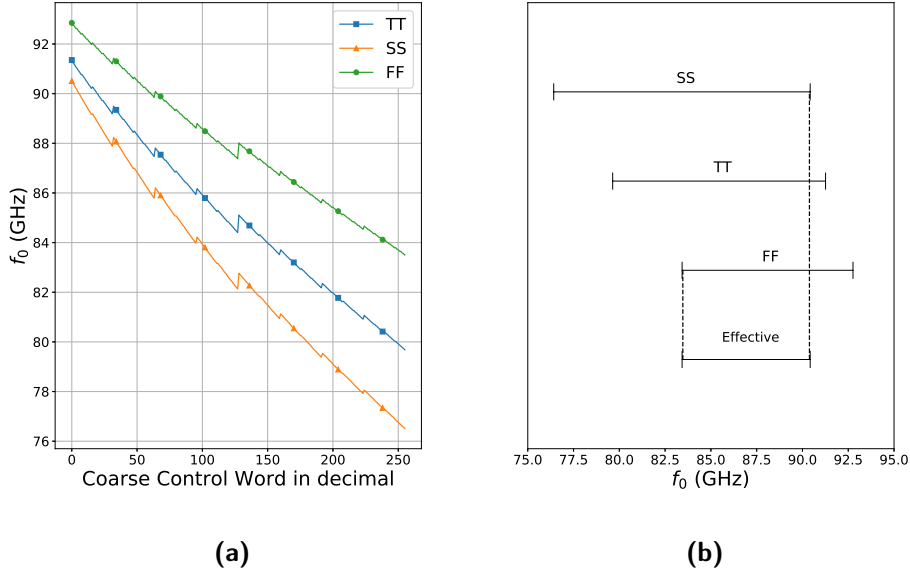 TT
SS
FF
92
90
88
86
84
82
80
78
76
f₀ (GHz)
0 50 100 150 200 250
Coarse Control Word in decimal
(a)
SS
TT
FF
Effective
75.0 77.5 80.0 82.5 85.0 87.5 90.0 92.5 95.0
f₀ (GHz)
(b)